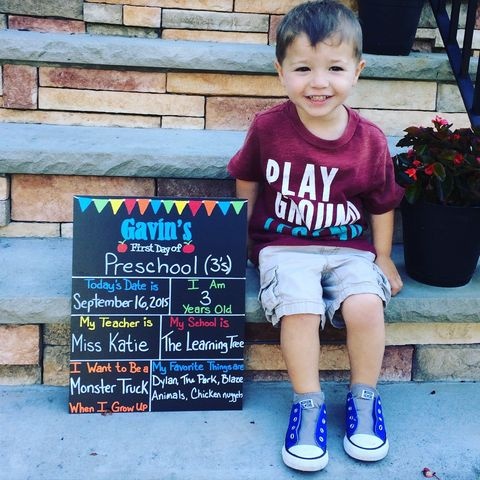 Gavin's
First Day of
Preschool (3's)
Today's Date is
September 16, 2015
I Am
3
Years Old
My Teacher is
Miss Katie
My School is
The Learning Tree
I Want to Be a
Monster Truck
When I Grow Up
My Favorite Things are
Dylan, The Park, Blaze
Animals, Chicken nuggets
PLAY
GROUND
LEGEND